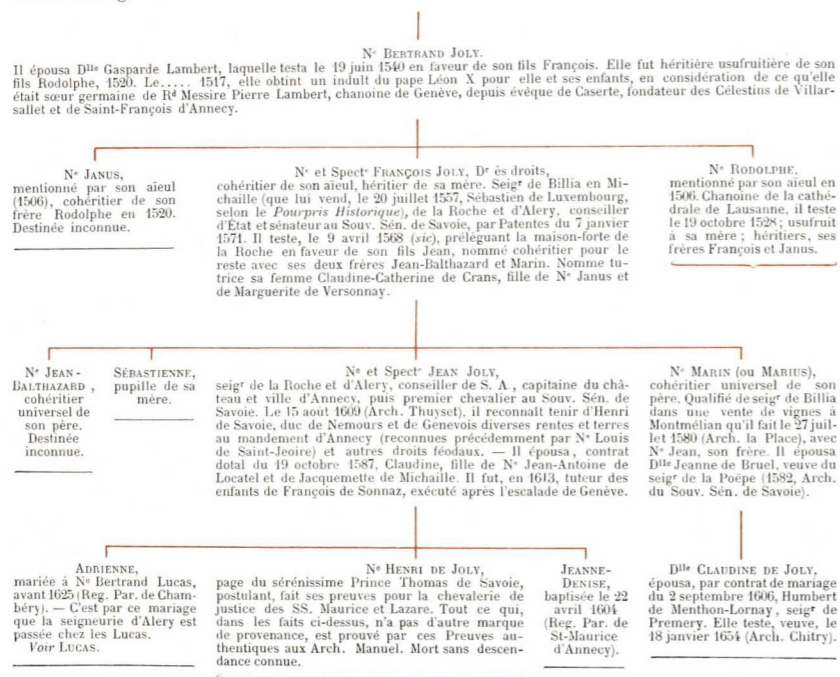 Nᵉ BERTRAND JOLY.
Il épousa Dˡˡᵉ Gasparde Lambert, laquelle testa le 19 juin 1540 en faveur de son fils François. Elle fut héritière usufruitière de son
fils Rodolphe, 1520. Le..... 1517, elle obtint un indult du pape Léon X pour elle et ses enfants, en considération de ce qu'elle
était sœur germaine de Rᵈ Messire Pierre Lambert, chanoine de Genève, depuis évêque de Caserte, fondateur des Célestins de Villar-
sallet et de Saint-François d'Annecy.
Nᵉ JANUS,
mentionné par son aïeul
(1506), cohéritier de son
frère Rodolphe en 1520.
Destinée inconnue.
Nᵉ et Spectᵉ FRANÇOIS JOLY, Dʳ ès droits,
cohéritier de son aïeul, héritier de sa mère. Seigʳ de Billia en Mi-
chaille (que lui vend, le 20 juillet 1557, Sébastien de Luxembourg,
selon le Pourpris Historique), de la Roche et d'Alery, conseiller
d'État et sénateur au Souv. Sén. de Savoie, par Patentes du 7 janvier
1571. Il teste, le 9 avril 1568 (sic), préléguant la maison-forte de
la Roche en faveur de son fils Jean, nommé cohéritier pour le
reste avec ses deux frères Jean-Balthazard et Marin. Nomme tu-
trice sa femme Claudine-Catherine de Crans, fille de Nᵉ Janus et
de Marguerite de Versonnay.
Nᵉ RODOLPHE,
mentionné par son aïeul en
1506. Chanoine de la cathé-
drale de Lausanne, il teste
le 19 octobre 1528; usufruit
à sa mère; héritiers, ses
frères François et Janus.
Nᵉ JEAN-
BALTHAZARD,
cohéritier
universel de
son père.
Destinée
inconnue.
SÉBASTIENNE,
pupille de sa
mère.
Nᵉ et Spectᵉ JEAN JOLY,
seigʳ de la Roche et d'Alery, conseiller de S. A., capitaine du châ-
teau et ville d'Annecy, puis premier chevalier au Souv. Sén. de
Savoie. Le 15 août 1609 (Arch. Thuyset), il reconnaît tenir d'Henri
de Savoie, duc de Nemours et de Genevois diverses rentes et terres
au mandement d'Annecy (reconnues précédemment par Nᵉ Louis
de Saint-Jeoire) et autres droits féodaux. — Il épousa, contrat
dotal du 19 octobre 1587, Claudine, fille de Nᵉ Jean-Antoine de
Locatel et de Jacquemette de Michaille. Il fut, en 1613, tuteur des
enfants de François de Sonnaz, exécuté après l'escalade de Genève.
Nᵉ MARIN (ou MARIUS),
cohéritier universel de son
père. Qualifié de seigʳ de Billia
dans une vente de vignes à
Montmélian qu'il fait le 27 juil-
let 1580 (Arch. la Place), avec
Nᵉ Jean, son frère. Il épousa
Dˡˡᵉ Jeanne de Bruel, veuve du
seigʳ de la Poëpe (1582, Arch.
du Souv. Sén. de Savoie).
ADRIENNE,
mariée à Nᵉ Bertrand Lucas,
avant 1625 (Reg. Par. de Cham-
béry). — C'est par ce mariage
que la seigneurie d'Alery est
passée chez les Lucas.
Voir LUCAS.
Nᵉ HENRI DE JOLY,
page du sérénissime Prince Thomas de Savoie,
postulant, fait ses preuves pour la chevalerie de
justice des SS. Maurice et Lazare. Tout ce qui,
dans les faits ci-dessus, n'a pas d'autre marque
de provenance, est prouvé par ces Preuves au-
thentiques aux Arch. Manuel. Mort sans descen-
dance connue.
JEANNE-
DENISE,
baptisée le 22
avril 1604
(Reg. Par. de
St-Maurice
d'Annecy).
Dˡˡᵉ CLAUDINE DE JOLY,
épousa, par contrat de mariage
du 2 septembre 1606, Humbert
de Menthon-Lornay, seigʳ de
Premery. Elle teste, veuve, le
18 janvier 1654 (Arch. Chitry).